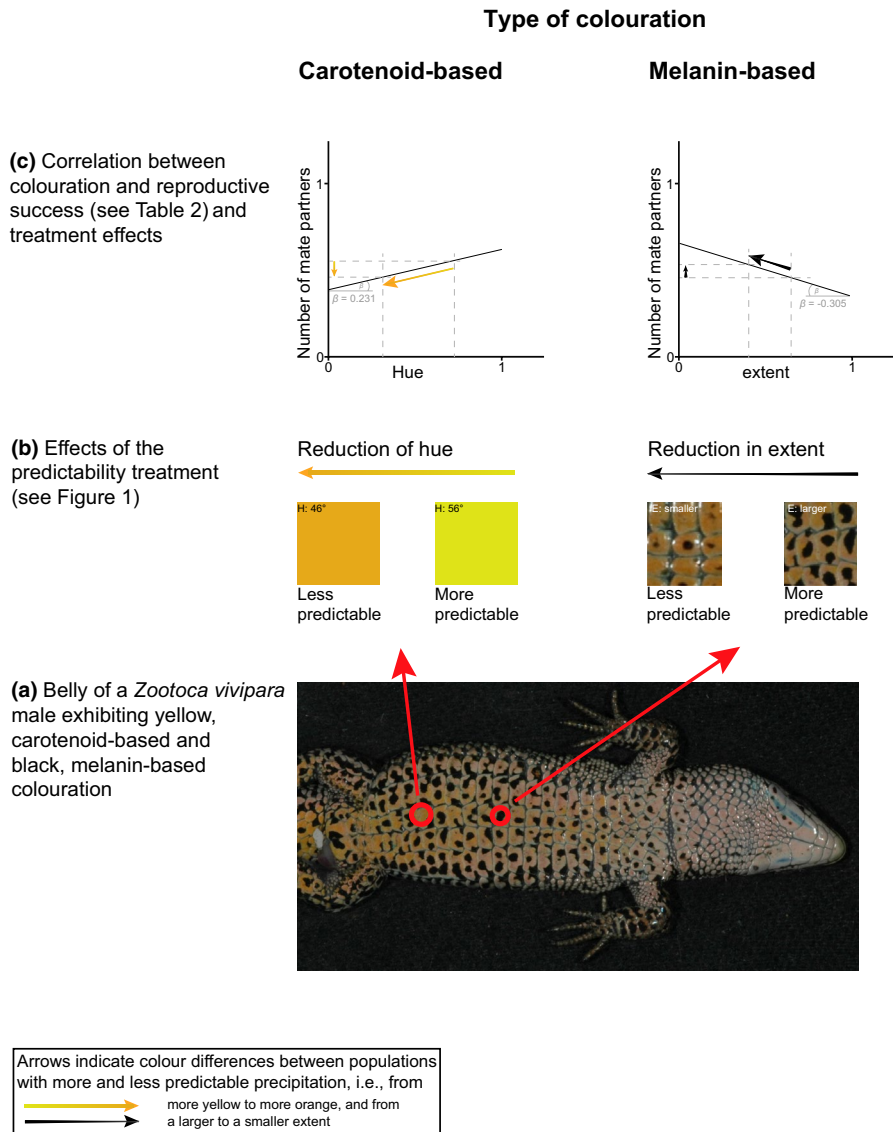 Type of colouration
Carotenoid-based
Melanin-based
(c) Correlation between
colouration and reproductive
success (see Table 2) and
treatment effects
Number of mate partners
1
0
β
β = 0.231
0
Hue
1
Number of mate partners
1
0
β
β = -0.305
0
extent
1
(b) Effects of the
predictability treatment
(see Figure 1)
Reduction of hue
H: 46°
H: 56°
Less
predictable
More
predictable
Reduction in extent
E: smaller
E: larger
Less
predictable
More
predictable
(a) Belly of a Zootoca vivipara
male exhibiting yellow,
carotenoid-based and
black, melanin-based
colouration
Arrows indicate colour differences between populations
with more and less predictable precipitation, i.e., from
more yellow to more orange, and from
a larger to a smaller extent